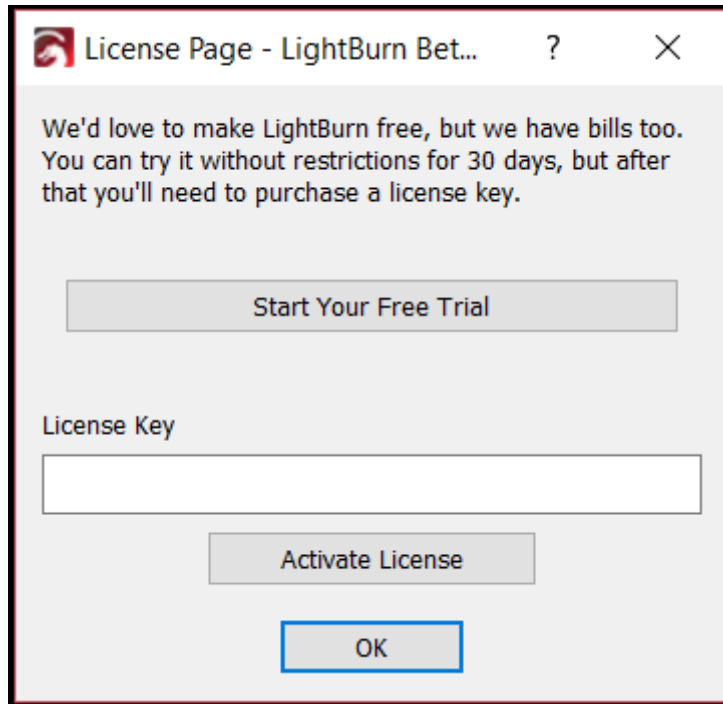 License Page - LightBurn Bet... ?
We'd love to make LightBurn free, but we have bills too.
You can try it without restrictions for 30 days, but after
that you'll need to purchase a license key.
Start Your Free Trial
License Key
Activate License
OK